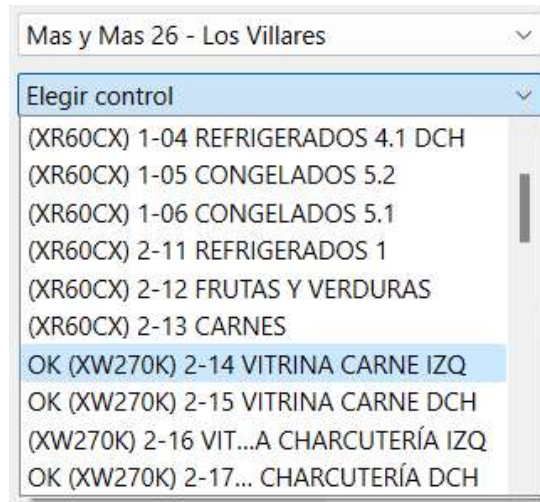 Mas y Mas 26 - Los Villares
Elegir control
(XR60CX) 1-04 REFRIGERADOS 4.1 DCH
(XR60CX) 1-05 CONGELADOS 5.2
(XR60CX) 1-06 CONGELADOS 5.1
(XR60CX) 2-11 REFRIGERADOS 1
(XR60CX) 2-12 FRUTAS Y VERDURAS
(XR60CX) 2-13 CARNES
OK (XW270K) 2-14 VITRINA CARNE IZQ
OK (XW270K) 2-15 VITRINA CARNE DCH
(XW270K) 2-16 VIT...A CHARCUTERÍA IZQ
OK (XW270K) 2-17... CHARCUTERÍA DCH